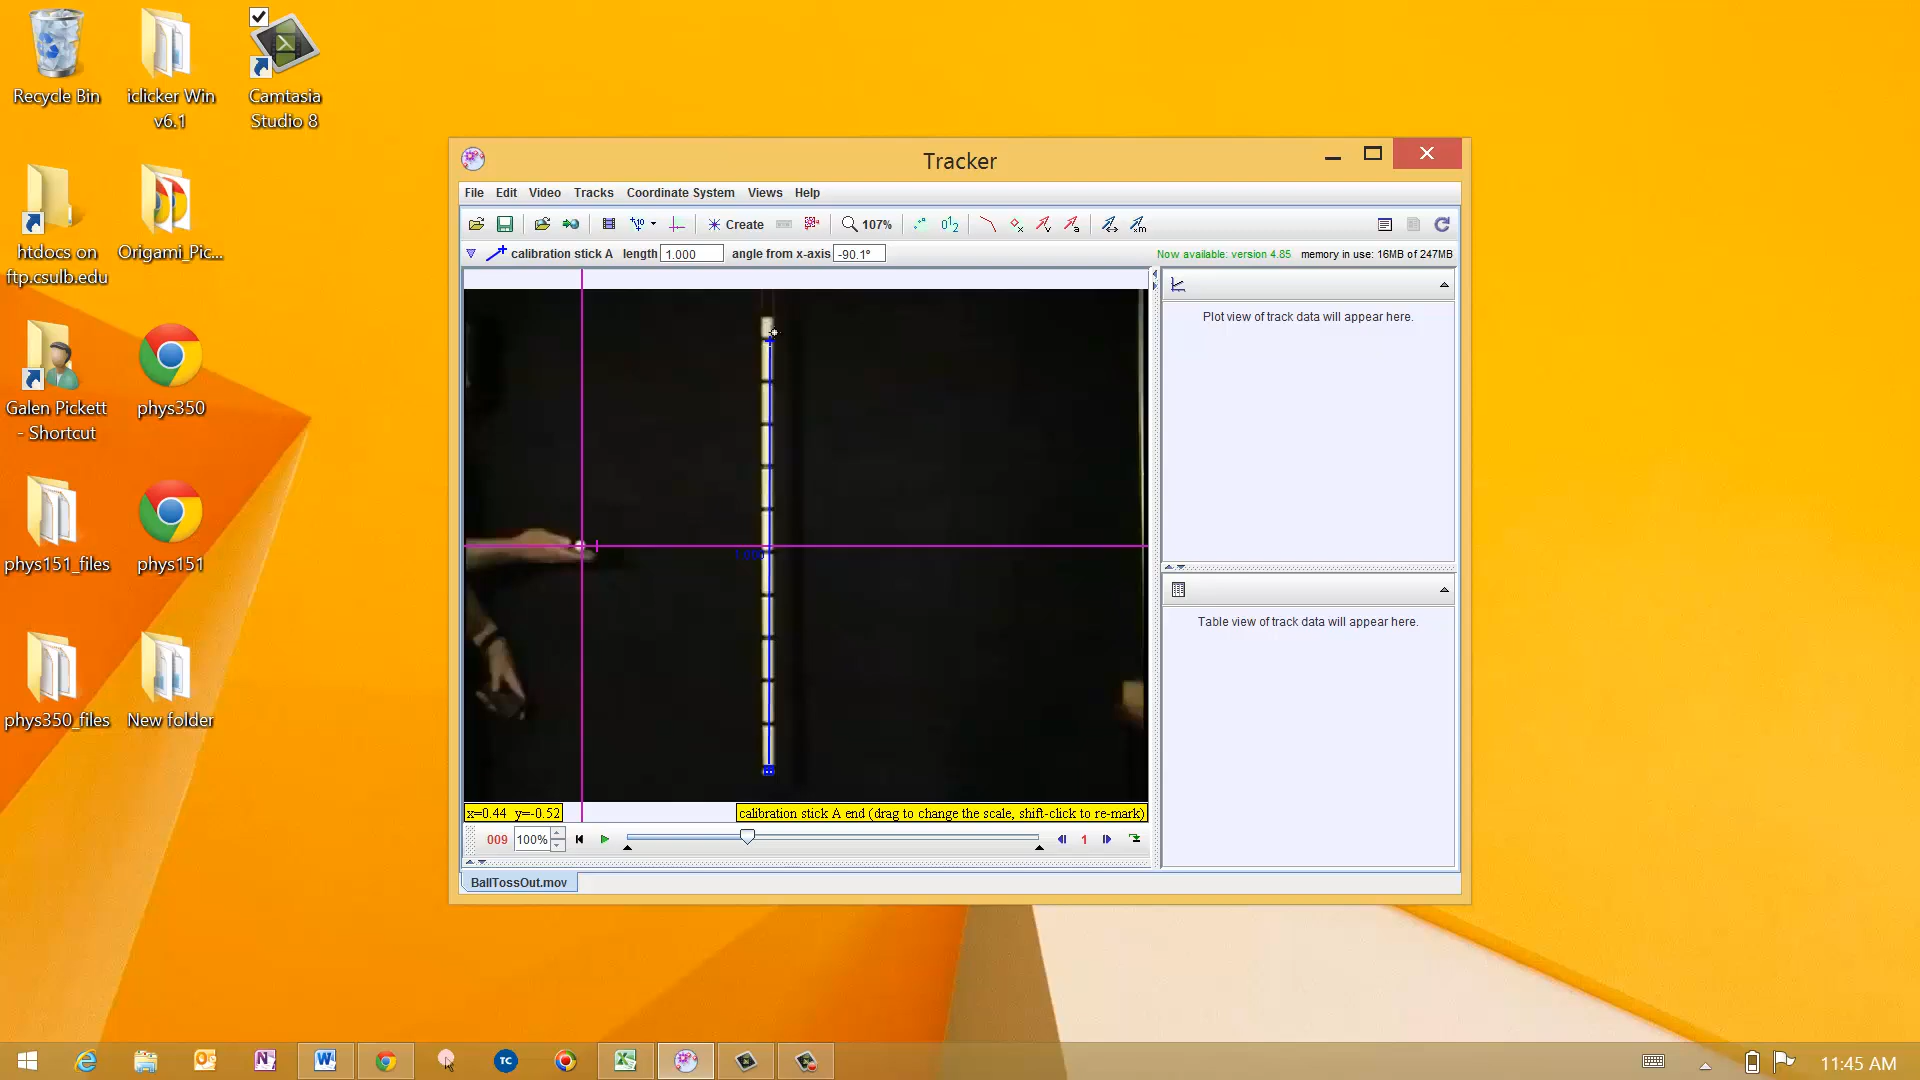 Recycle Bin
iclicker Win
v6.1
Camtasia
Studio 8
htdocs on
ftp.csulb.edu
Origami_Pic...
Galen Pickett
- Shortcut
phys350
phys151_files
phys151
phys350_files
New folder
Tracker
File Edit Video Tracks Coordinate System Views Help
Create 107%
calibration stick A length 1.000 angle from x-axis -90.1º
Now available: version 4.85 memory in use: 16MB of 247MB
Plot view of track data will appear here.
1.000
Table view of track data will appear here.
x=0.44 y=-0.52
calibration stick A end (drag to change the scale, shift-click to re-mark)
009 100% 1
BallTossOut.mov
TC
11:45 AM